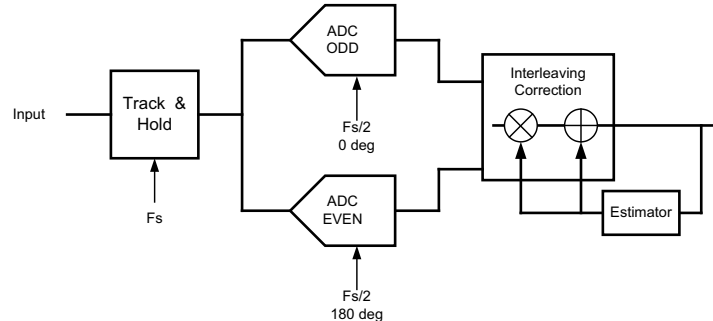 Input
Track &
Hold
Fs
ADC
ODD
Fs/2
0 deg
ADC
EVEN
Fs/2
180 deg
Interleaving
Correction
Estimator